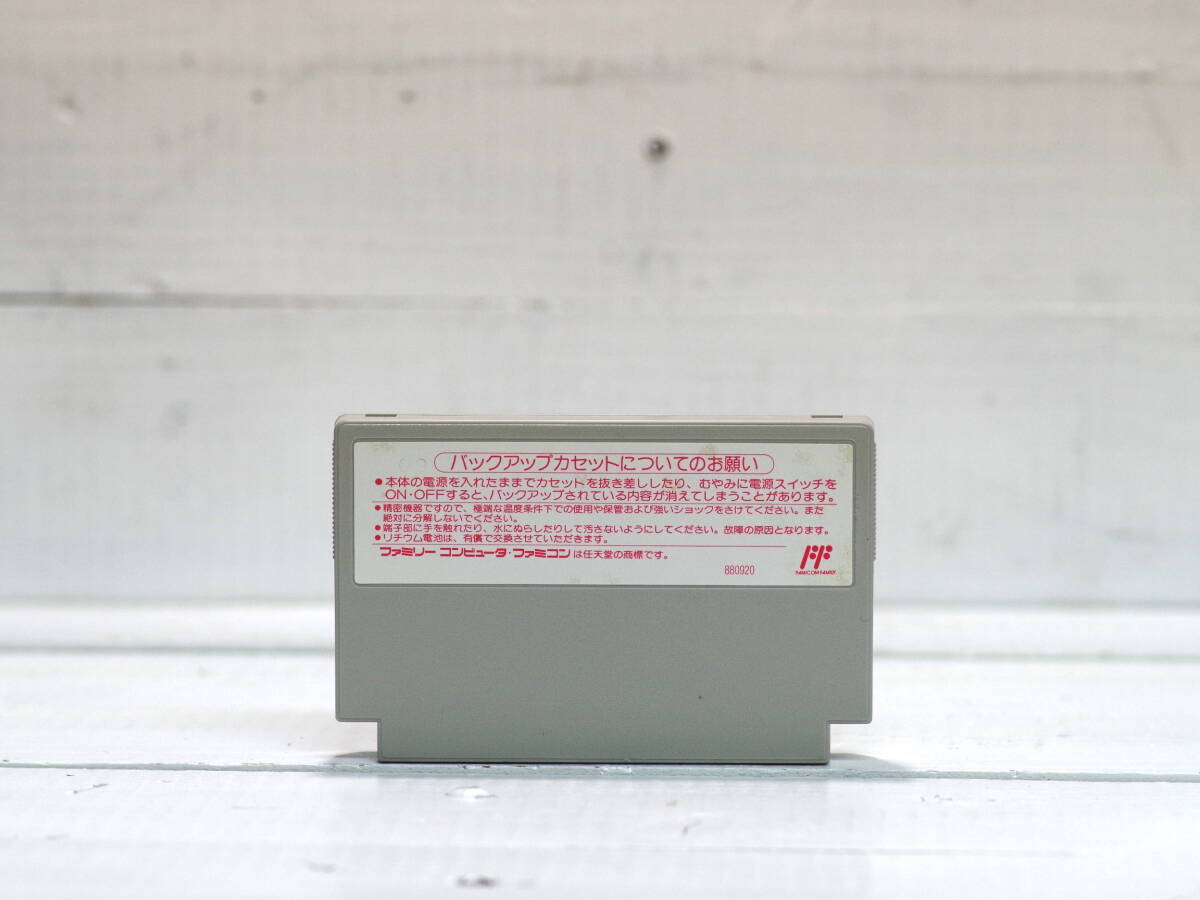 バックアップカセットについてのお願い
●本体の電源を入れたままでカセットを抜き差ししたり、むやみに電源スイッチを
ON・OFFすると、バックアップされている内容が消えてしまうことがあります。
●精密機器ですので、極端な温度条件下での使用や保管および強いショックをさけてください。また
絶対に分解しないでください。
●端子部に手を触れたり、水にぬらしたりして汚さないようにしてください。故障の原因となります。
●リチウム電池は、有償で交換させていただきます。
ファミリー コンピュータ・ファミコンは任天堂の商標です。
880920
FAMICOM FAMILY